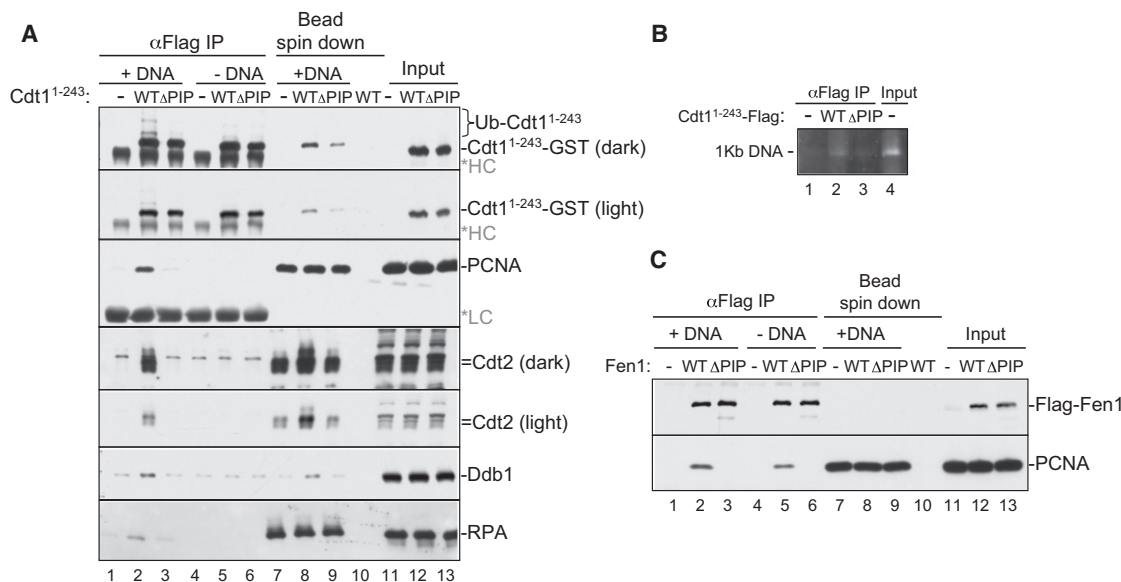 A
αFlag IP
Bead
spin down
Input
+ DNA
- DNA
+DNA
Cdt1¹⁻²⁴³: - WT ΔPIP - WT ΔPIP - WT ΔPIP WT - WT ΔPIP
}Ub-Cdt1¹⁻²⁴³
-Cdt1¹⁻²⁴³-GST (dark)
*HC
-Cdt1¹⁻²⁴³-GST (light)
*HC
-PCNA
*LC
=Cdt2 (dark)
=Cdt2 (light)
-Ddb1
-RPA
1 2 3 4 5 6 7 8 9 10 11 12 13
B
αFlag IP Input
Cdt1¹⁻²⁴³-Flag: - WT ΔPIP -
1Kb DNA -
1 2 3 4
C
αFlag IP
Bead
spin down
+ DNA - DNA +DNA Input
Fen1: - WT ΔPIP - WT ΔPIP - WT ΔPIP WT - WT ΔPIP
-Flag-Fen1
-PCNA
1 2 3 4 5 6 7 8 9 10 11 12 13